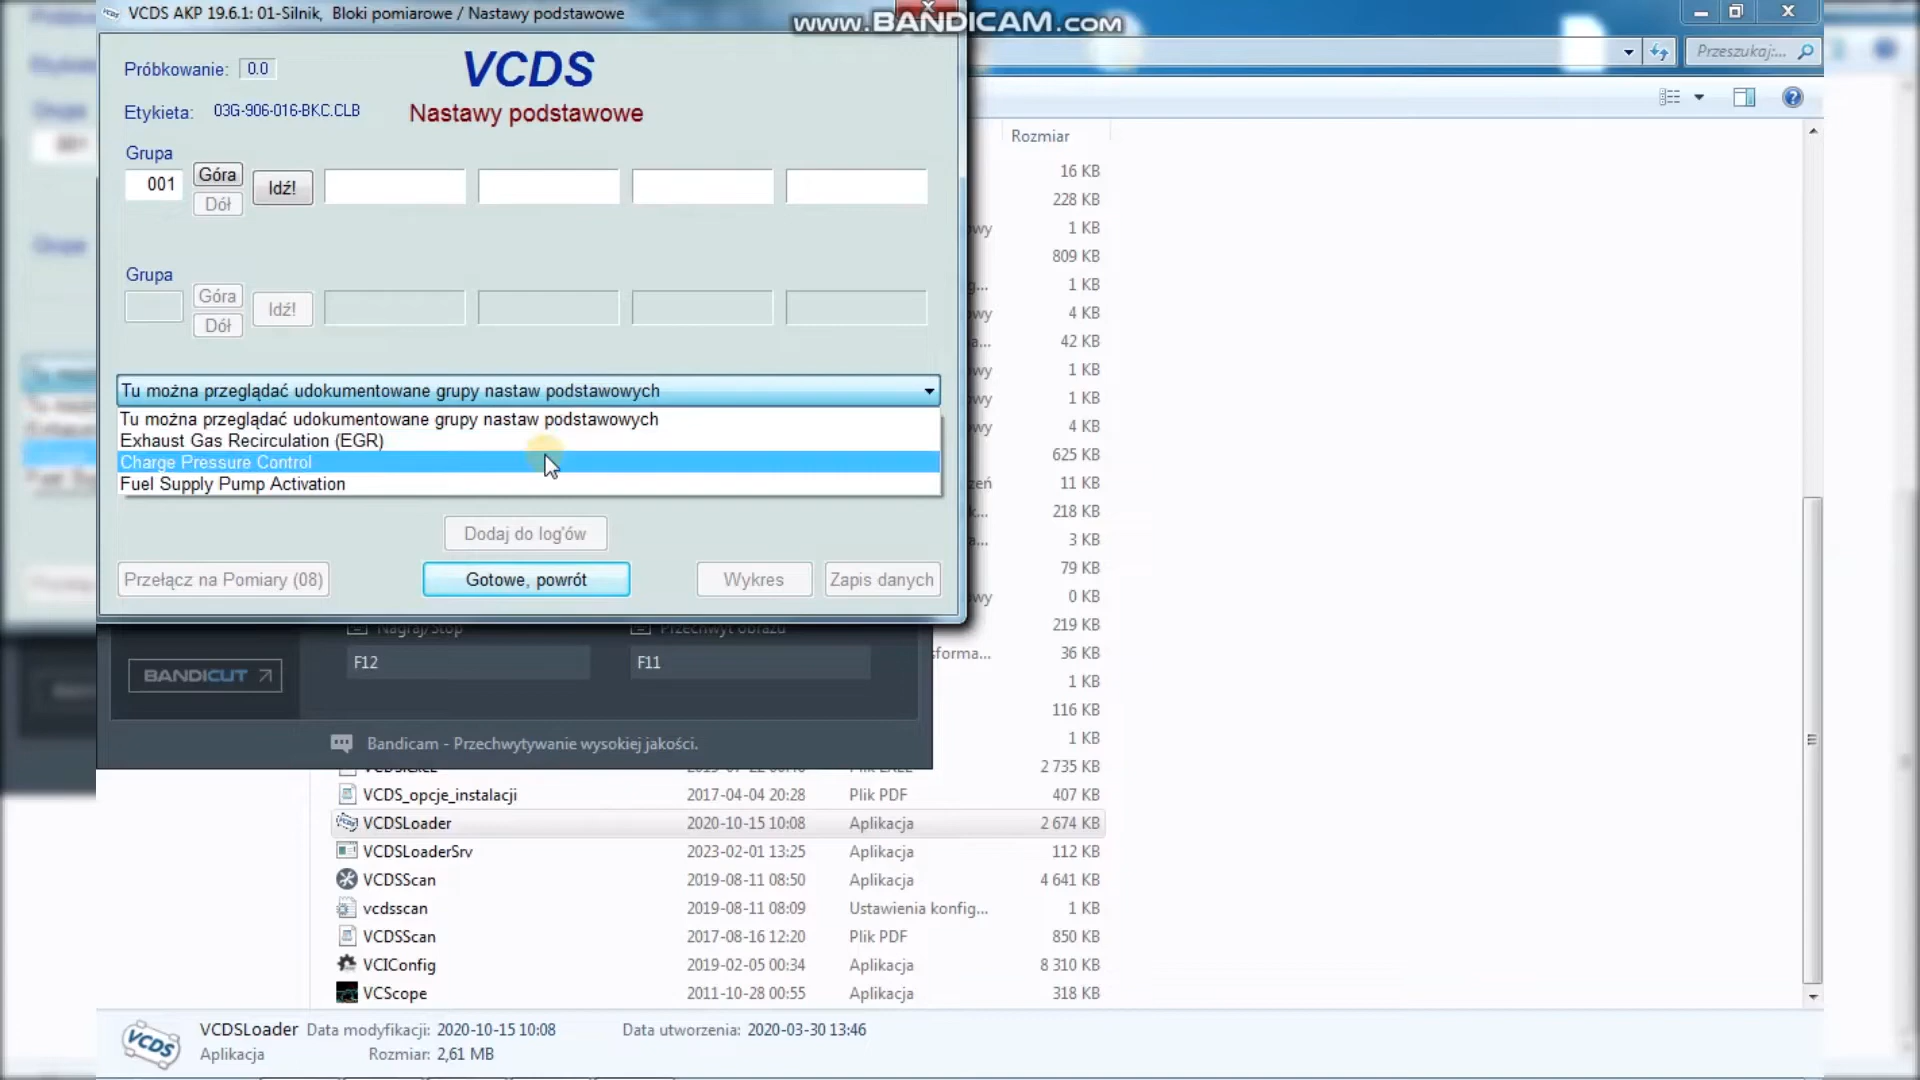 VCDS AKP 19.6.1: 01-Silnik, Bloki pomiarowe / Nastawy podstawowe
www.BANDICAM.com
Próbkowanie: 0.0
VCDS
Przeszukaj:...
Etykieta: 03G-906-016-BKC.CLB
Nastawy podstawowe
Grupa
001
Góra
Dół
Idź!
Grupa
Góra
Dół
Idź!
Tu można przeglądać udokumentowane grupy nastaw podstawowych
Tu można przeglądać udokumentowane grupy nastaw podstawowych
Exhaust Gas Recirculation (EGR)
Charge Pressure Control
Fuel Supply Pump Activation
Dodaj do log'ów
Przełącz na Pomiary (08)
Gotowe, powrót
Wykres
Zapis danych
Rozmiar
16 KB
228 KB
1 KB
809 KB
1 KB
4 KB
42 KB
1 KB
1 KB
4 KB
625 KB
11 KB
218 KB
3 KB
79 KB
0 KB
219 KB
36 KB
1 KB
116 KB
1 KB
Nagraj/Stop
Przechwyt obrazu
F12
F11
BANDICUT
Bandicam - Przechwytywanie wysokiej jakości.
2 735 KB
VCDS_opcje_instalacji 2017-04-04 20:28 Plik PDF 407 KB
VCDSLoader 2020-10-15 10:08 Aplikacja 2 674 KB
VCDSLoaderSrv 2023-02-01 13:25 Aplikacja 112 KB
VCDSScan 2019-08-11 08:50 Aplikacja 4 641 KB
vcdsscan 2019-08-11 08:09 Ustawienia konfig... 1 KB
VCDSScan 2017-08-16 12:20 Plik PDF 850 KB
VCIConfig 2019-02-05 00:34 Aplikacja 8 310 KB
VCScope 2011-10-28 00:55 Aplikacja 318 KB
VCDS
VCDSLoader Data modyfikacji: 2020-10-15 10:08 Data utworzenia: 2020-03-30 13:46
Aplikacja Rozmiar: 2,61 MB